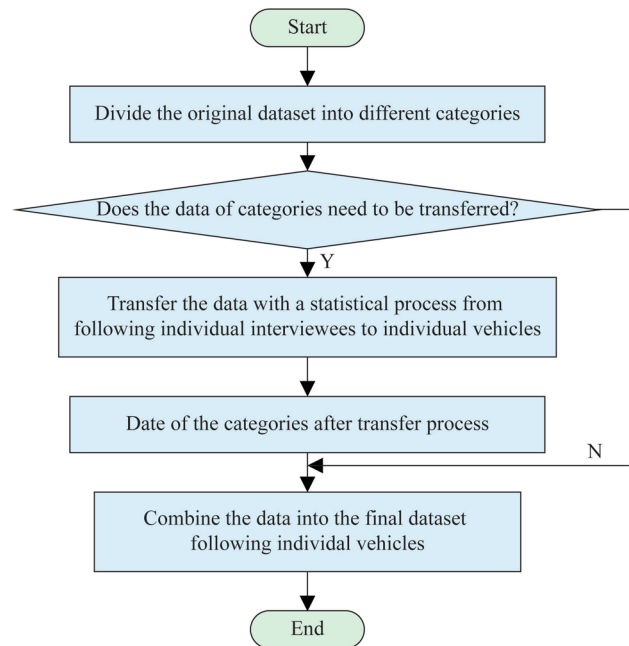 Start
Divide the original dataset into different categories
Does the data of categories need to be transferred?
Y
Transfer the data with a statistical process from
following individual interviewees to individual vehicles
Date of the categories after transfer process
N
Combine the data into the final dataset
following individal vehicles
End